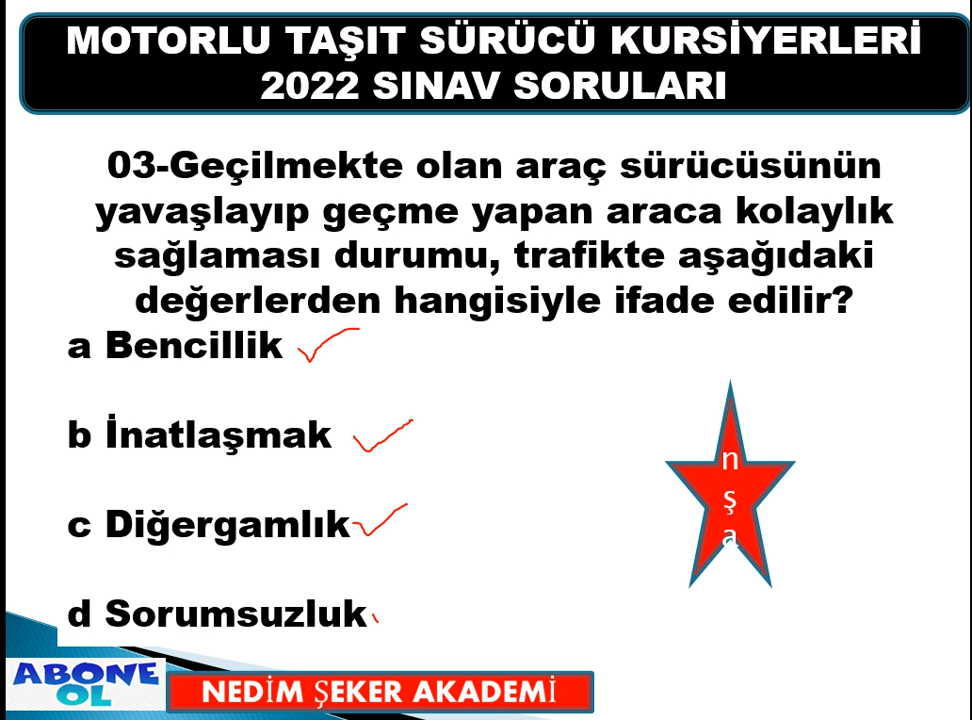 MOTORLU TAŞIT SÜRÜCÜ KURSİYERLERİ
2022 SINAV SORULARI
03-Geçilmekte olan araç sürücüsünün
yavaşlayıp geçme yapan araca kolaylık
sağlaması durumu, trafikte aşağıdaki
değerlerden hangisiyle ifade edilir?
a Bencillik
b İnatlaşmak
c Diğergamlık
d Sorumsuzluk
n
ş
a
ABONE
OL
NEDİM ŞEKER AKADEMİ